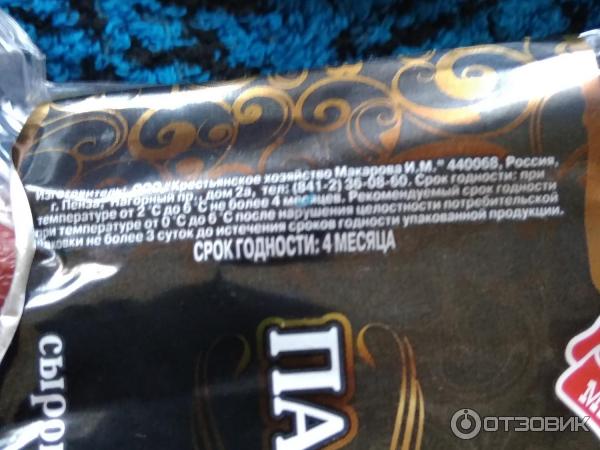 Изготовитель: ООО "Крестьянское хозяйство Макарова И.М." 440068, Россия,
г. Пенза, Нагорный пр., дом 2а, тел: (841-2) 36-08-60. Срок годности: при
температуре от 2°С до 6°С не более 4 месяцев. Рекомендуемый срок годности
при температуре от 0°С до 6°С после нарушения целостности потребительской
упаковки не более 3 суток до истечения сроков годности упакованной продукции.
СРОК ГОДНОСТИ: 4 МЕСЯЦА
сыро
ПА
М
ОТЗОВИК